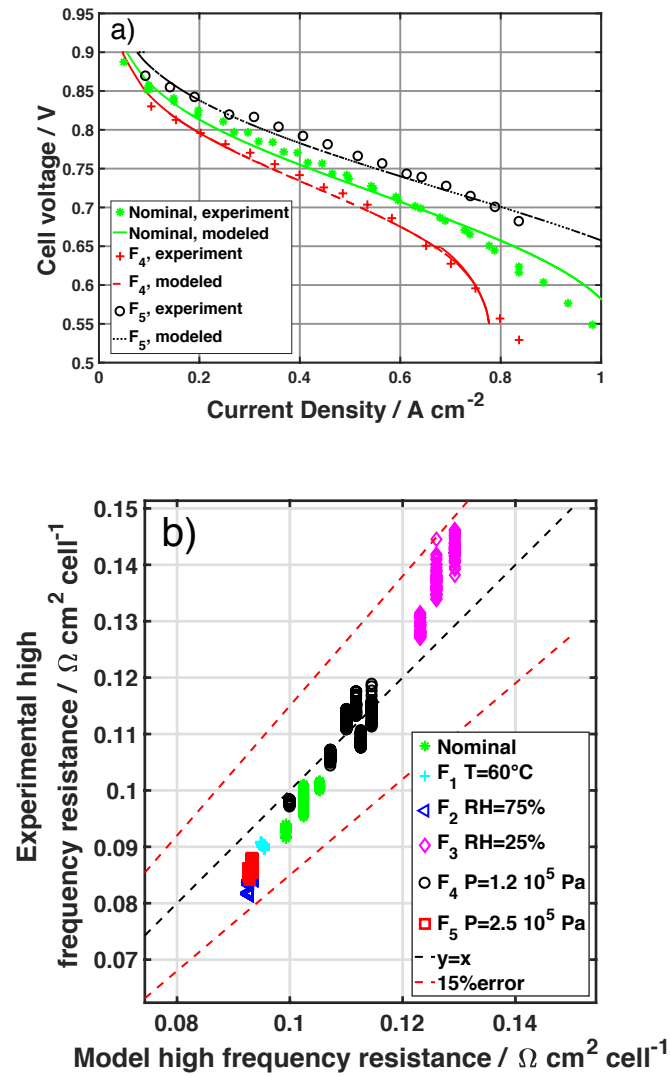 a)
0.9
0.85
0.8
0.75
0.7
0.65
0.6
0.55
0.5
Cell voltage / V
Nominal, experiment
Nominal, modeled
F4, experiment
F4, modeled
F5, experiment
F5, modeled
0 0.2 0.4 0.6 0.8 1
Current Density / A cm-2
b)
0.15
0.14
0.13
0.12
0.11
0.1
0.09
0.08
0.07
Experimental high
frequency resistance / Ω cm2 cell-1
Nominal
F1 T=60°C
F2 RH=75%
F3 RH=25%
F4 P=1.2 10^5 Pa
F5 P=2.5 10^5 Pa
y=x
15%error
0.08 0.1 0.12 0.14
Model high frequency resistance / Ω cm2 cell-1